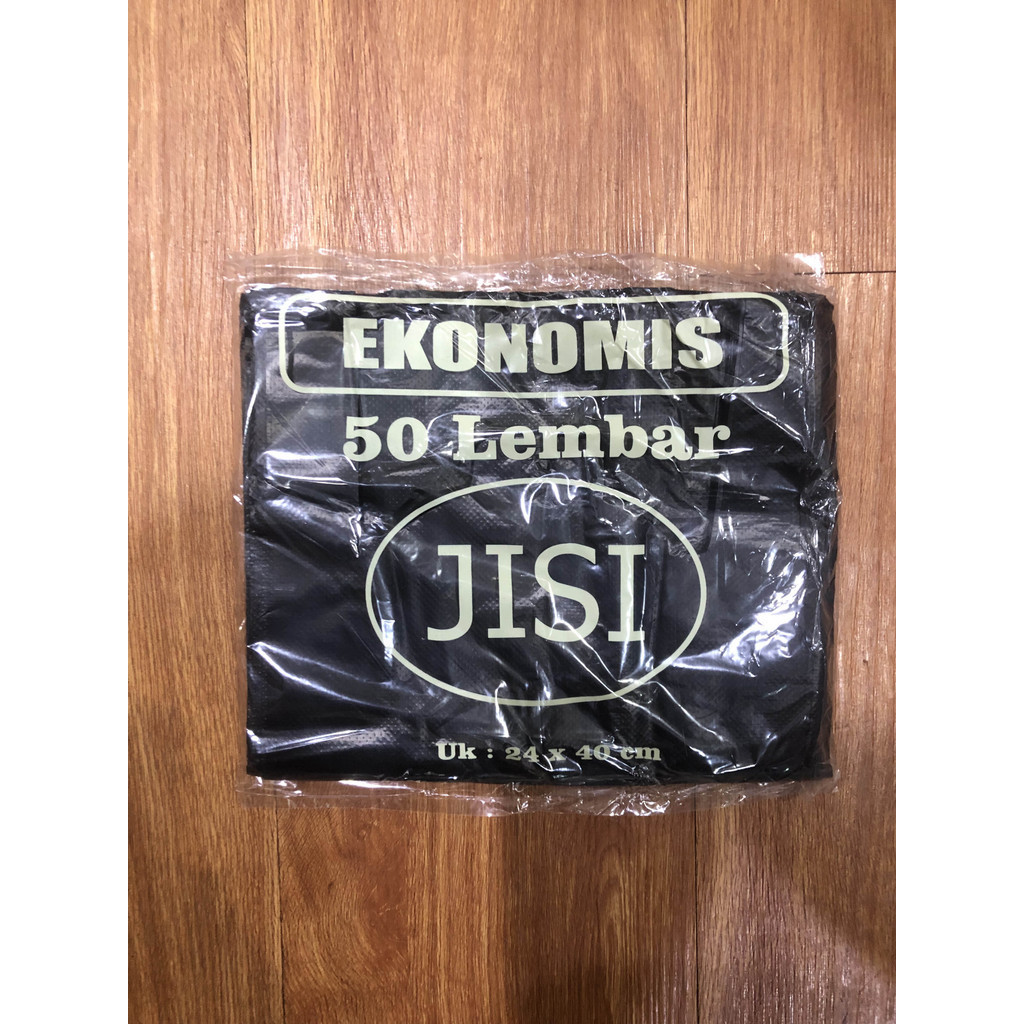 EKONOMIS
50 Lembar
JISI
Uk : 24 x 40 cm